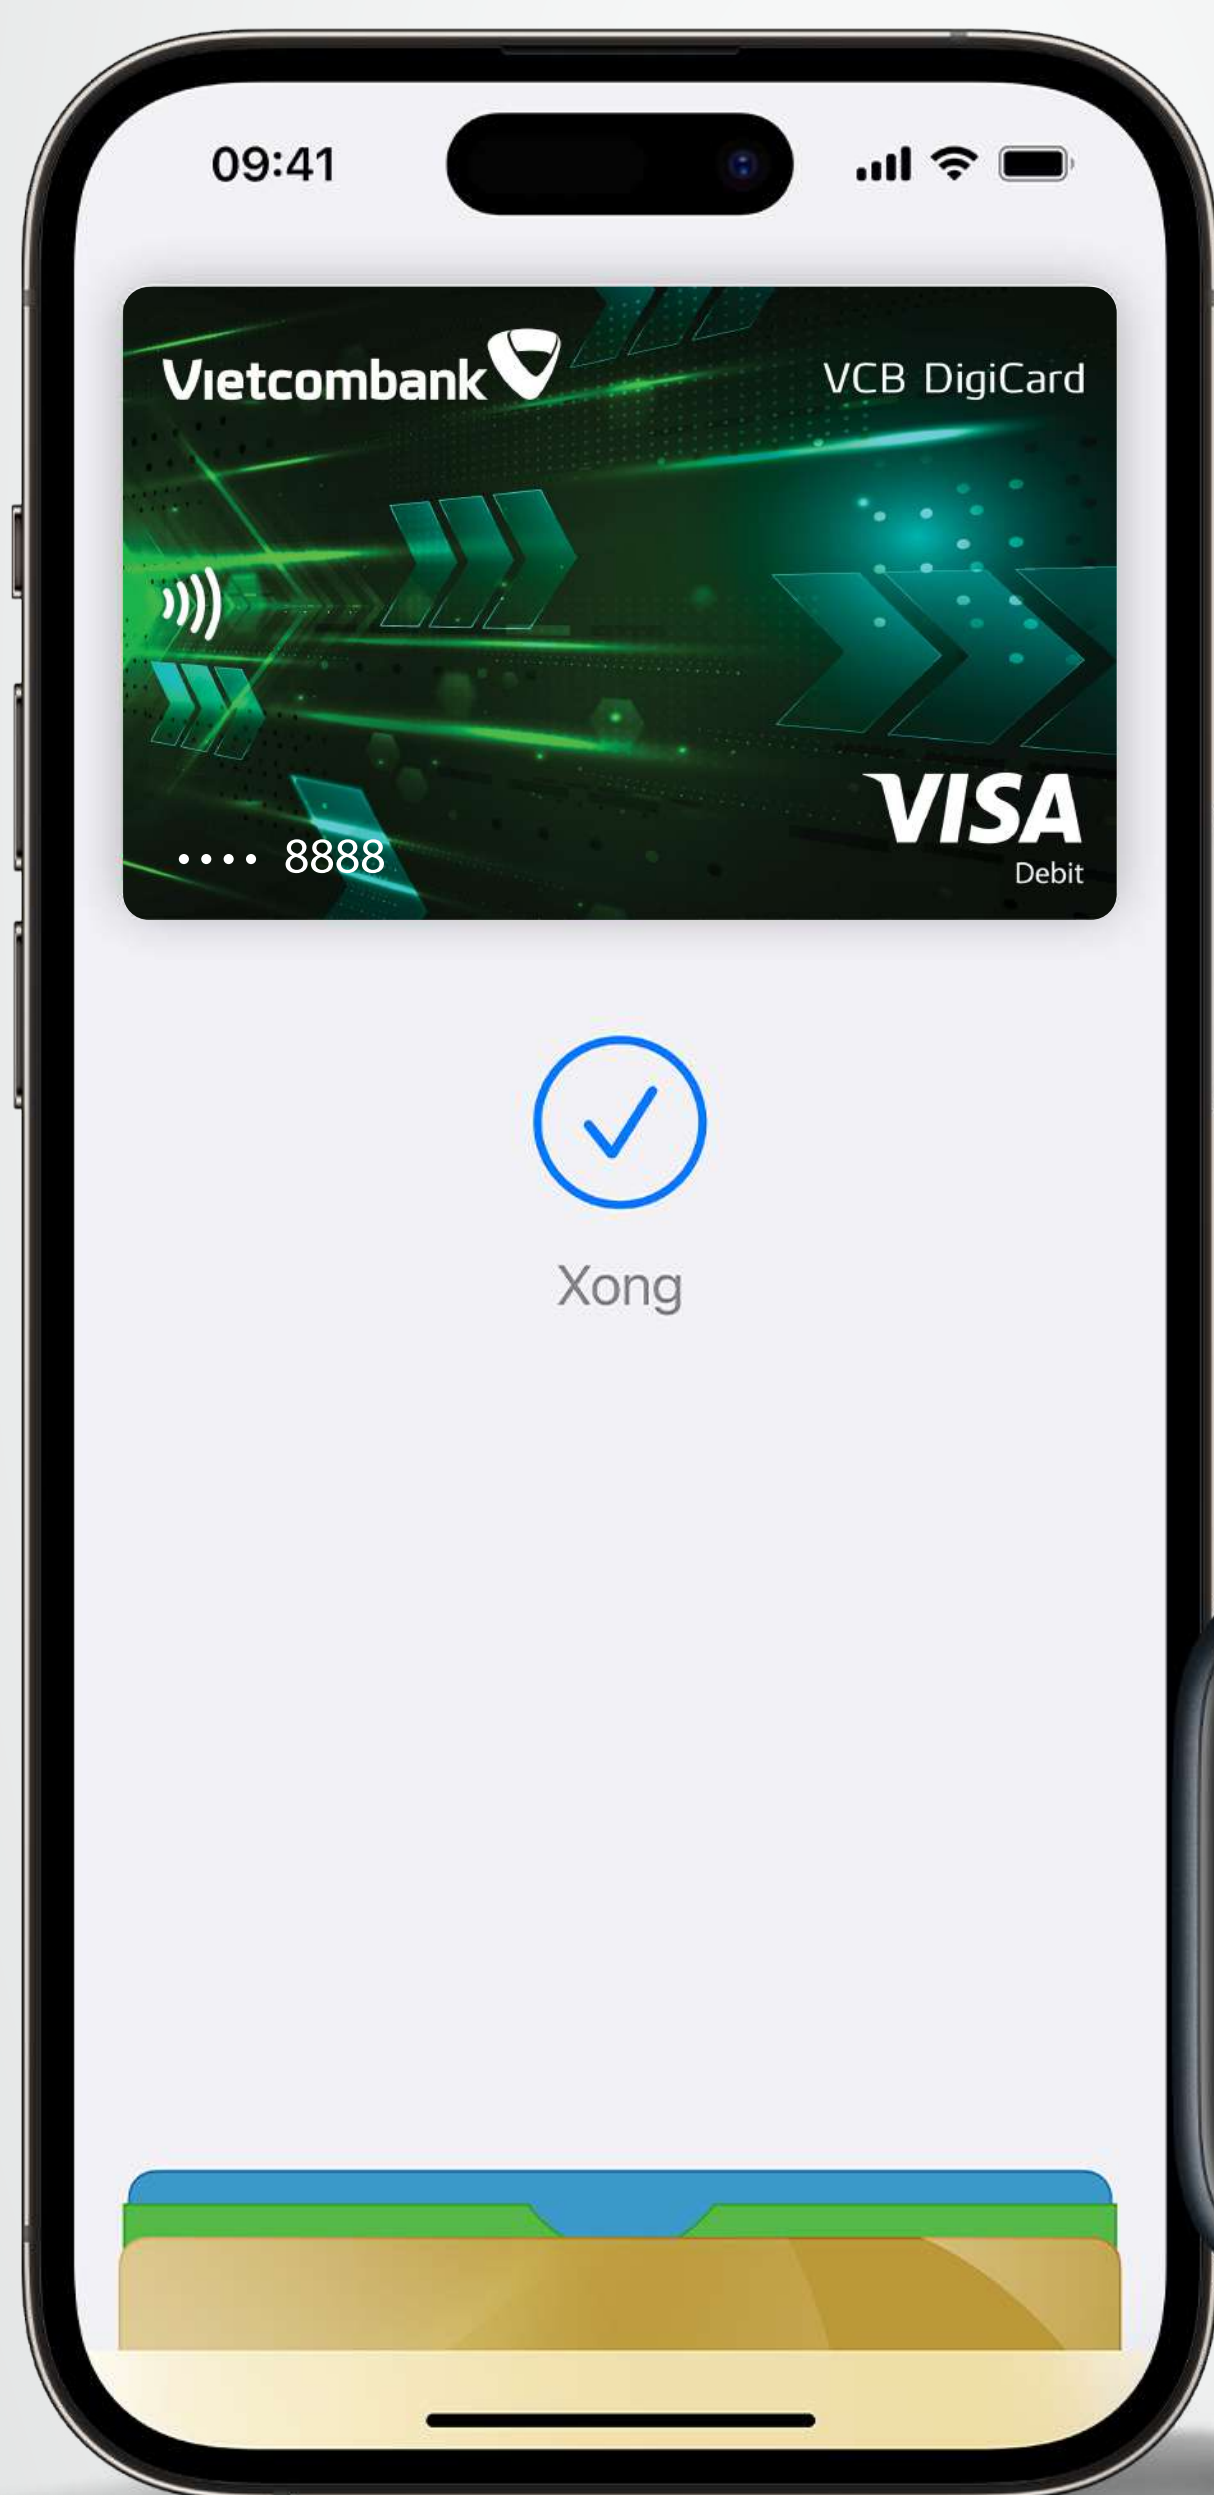 09:41
Vietcombank
VCB DigiCard
•••• 8888
VISA
Debit
Xong